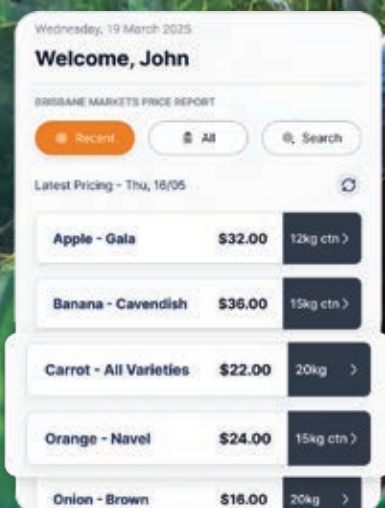 Wednesday, 19 March 2025
Welcome, John
BRISBANE MARKETS PRICE REPORT
Recent
All
Search
Latest Pricing - Thu, 16/05
Apple - Gala $32.00 12kg ctn >
Banana - Cavendish $36.00 15kg ctn >
Carrot - All Varieties $22.00 20kg >
Orange - Navel $24.00 15kg ctn >
Onion - Brown $16.00 20kg >